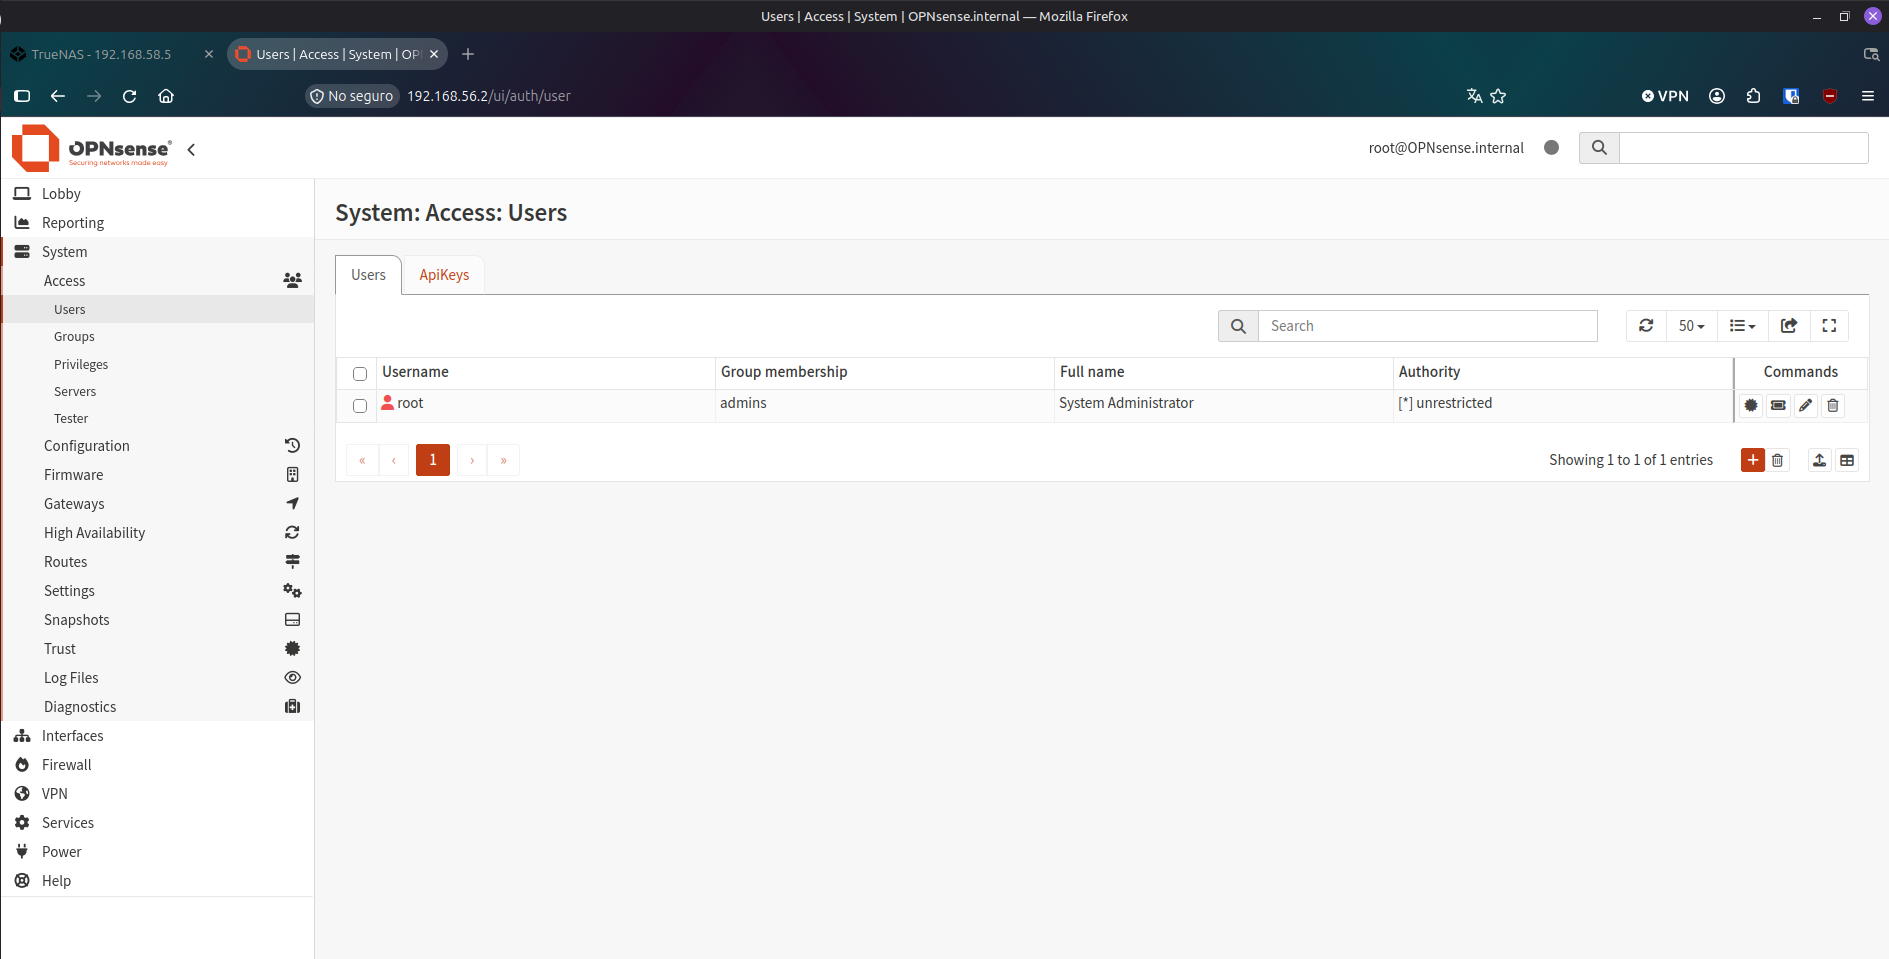 Users | Access | System | OPNsense.internal — Mozilla Firefox
TrueNAS - 192.168.58.5
Users | Access | System | OP
No seguro 192.168.56.2/ui/auth/user
VPN
OPNsense®
Securing networks made easy
root@OPNsense.internal
Lobby
Reporting
System
Access
Users
Groups
Privileges
Servers
Tester
Configuration
Firmware
Gateways
High Availability
Routes
Settings
Snapshots
Trust
Log Files
Diagnostics
Interfaces
Firewall
VPN
Services
Power
Help
System: Access: Users
Users ApiKeys
Search
50
Username Group membership Full name Authority Commands
root admins System Administrator [*] unrestricted
« ‹ 1 › » Showing 1 to 1 of 1 entries